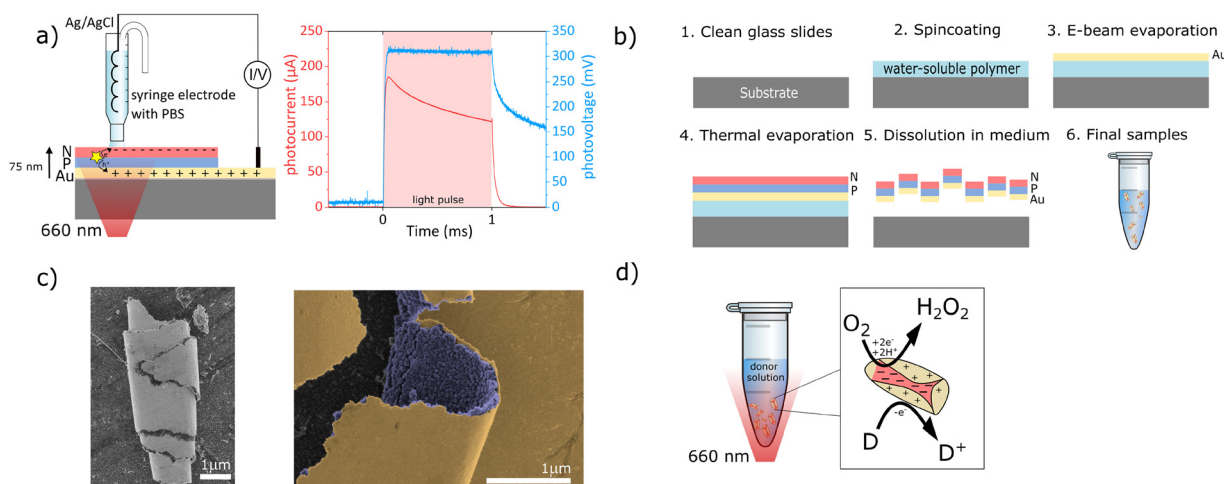 a)
Ag/AgCl
I/V
syringe electrode
with PBS
N
P
Au
75 nm
e-
h+
- - - - - - - - - -
+ + + + + + + + + +
660 nm
photocurrent (µA)
250
200
150
100
50
0
photovoltage (mV)
350
300
250
200
150
100
50
0
light pulse
0
1
Time (ms)
b)
1. Clean glass slides
Substrate
2. Spincoating
water-soluble polymer
3. E-beam evaporation
Au
4. Thermal evaporation
N
P
5. Dissolution in medium
N
P
Au
6. Final samples
c)
1µm
1µm
d)
donor
solution
660 nm
O2
H2O2
+2e-
+2H+
-e-
D
D+